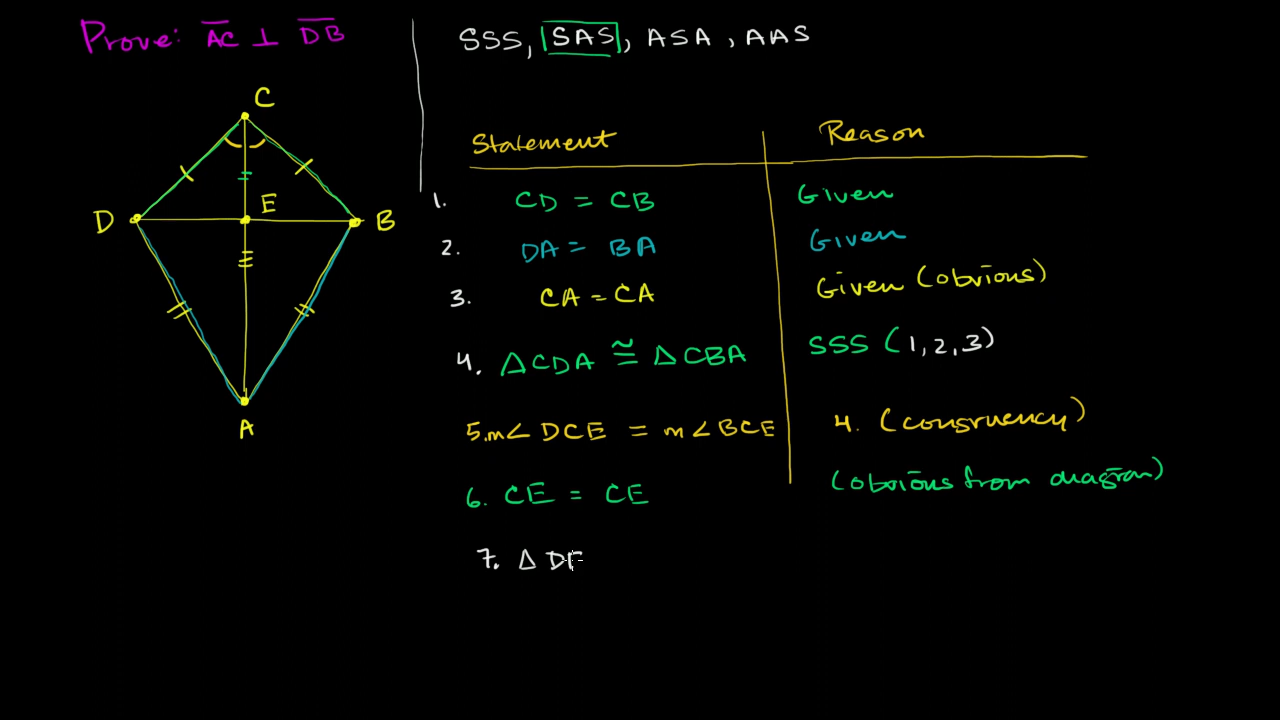 Prove: AC ⊥ DB
SSS, SAS, ASA, AAS
C
D
E
B
A
Statement Reason
1. CD = CB Given
2. DA = BA Given
3. CA = CA Given (obvious)
4. △CDA ≅ △CBA SSS (1,2,3)
5. m∠DCE = m∠BCE 4. (congruency)
6. CE = CE (obvious from diagram)
7. △ DE